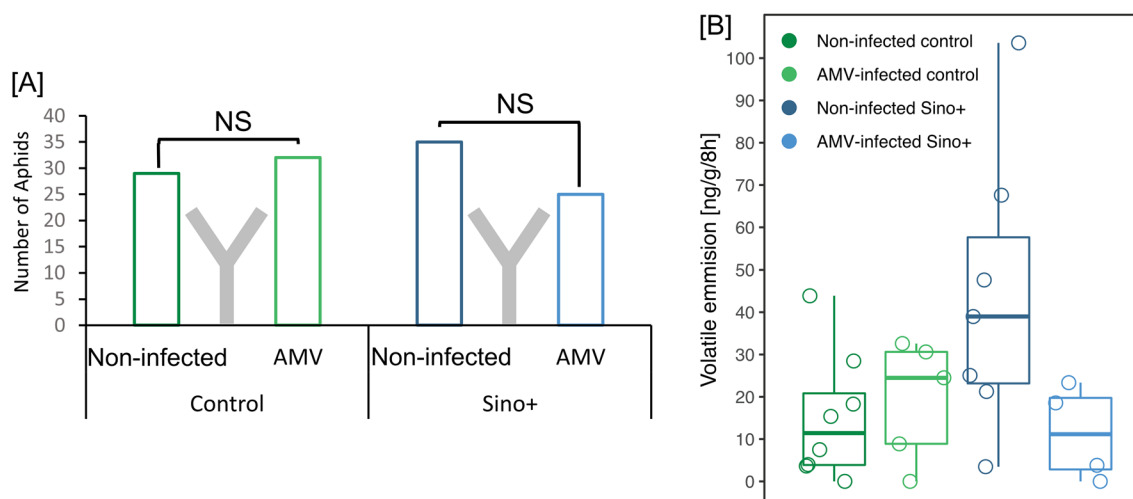 [A]
NS
NS
Number of Aphids
40
35
30
25
20
15
10
5
0
Non-infected AMV Non-infected AMV
Control Sino+
[B]
Non-infected control
AMV-infected control
Non-infected Sino+
AMV-infected Sino+
Volatile emmision [ng/g/8h]
100
90
80
70
60
50
40
30
20
10
0